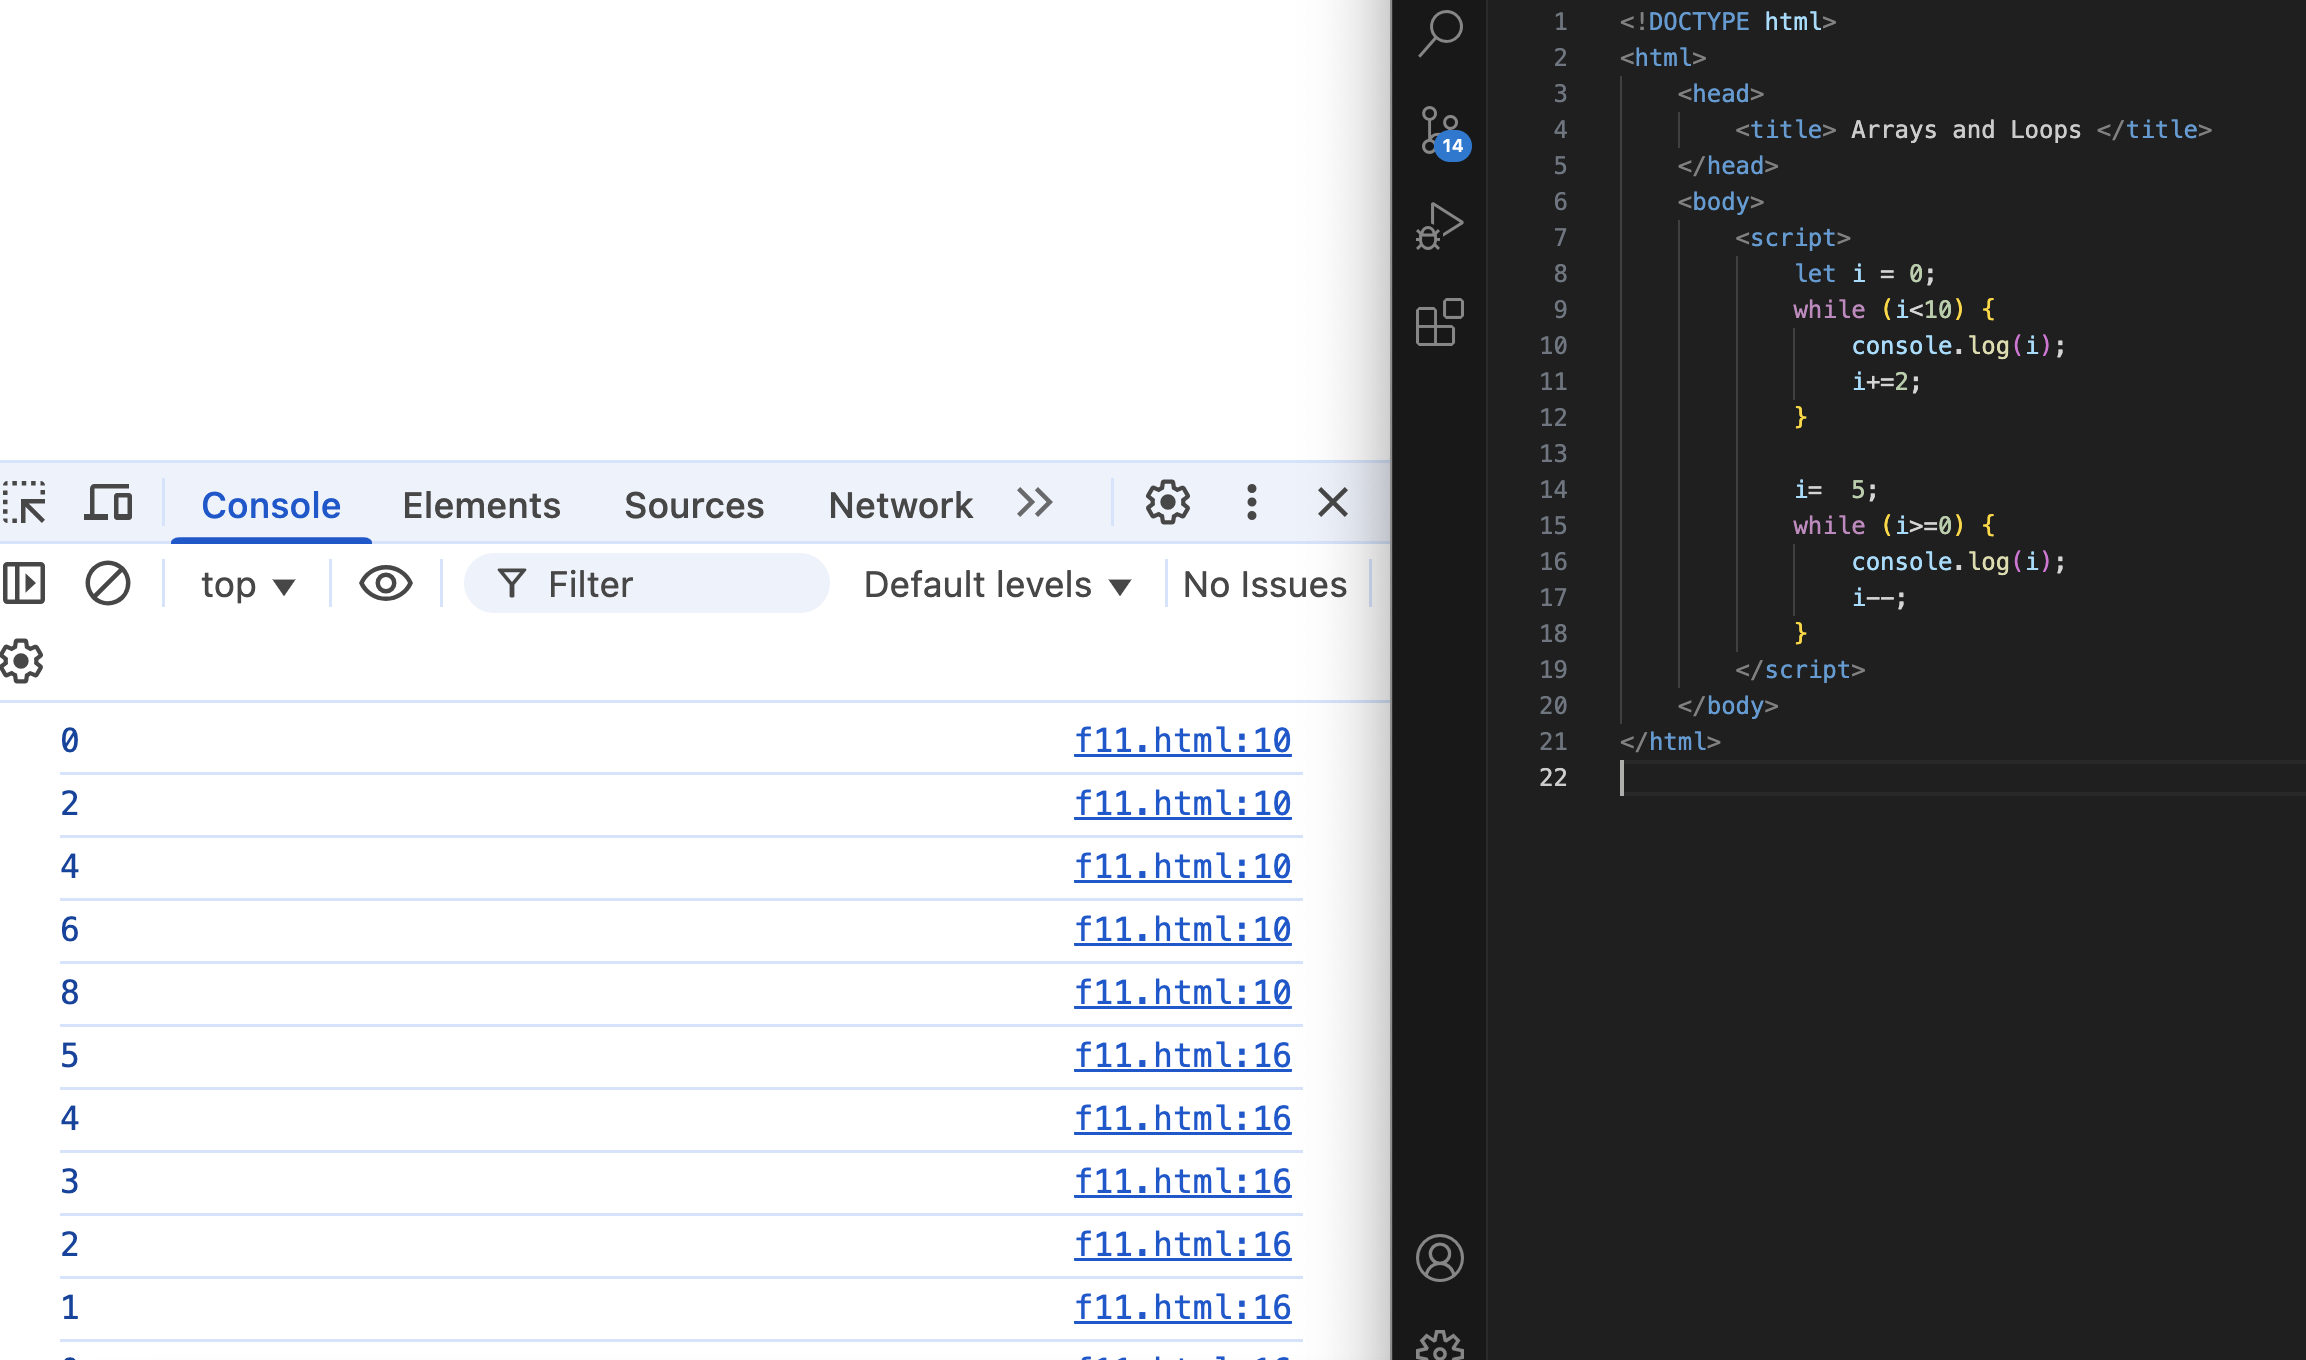 Console Elements Sources Network
top Filter Default levels No Issues
0 f11.html:10
2 f11.html:10
4 f11.html:10
6 f11.html:10
8 f11.html:10
5 f11.html:16
4 f11.html:16
3 f11.html:16
2 f11.html:16
1 f11.html:16
14
1 <!DOCTYPE html>
2 <html>
3 <head>
4 <title> Arrays and Loops </title>
5 </head>
6 <body>
7 <script>
8 let i = 0;
9 while (i<10) {
10 console.log(i);
11 i+=2;
12 }
13
14 i=  5;
15 while (i>=0) {
16 console.log(i);
17 i--;
18 }
19 </script>
20 </body>
21 </html>
22